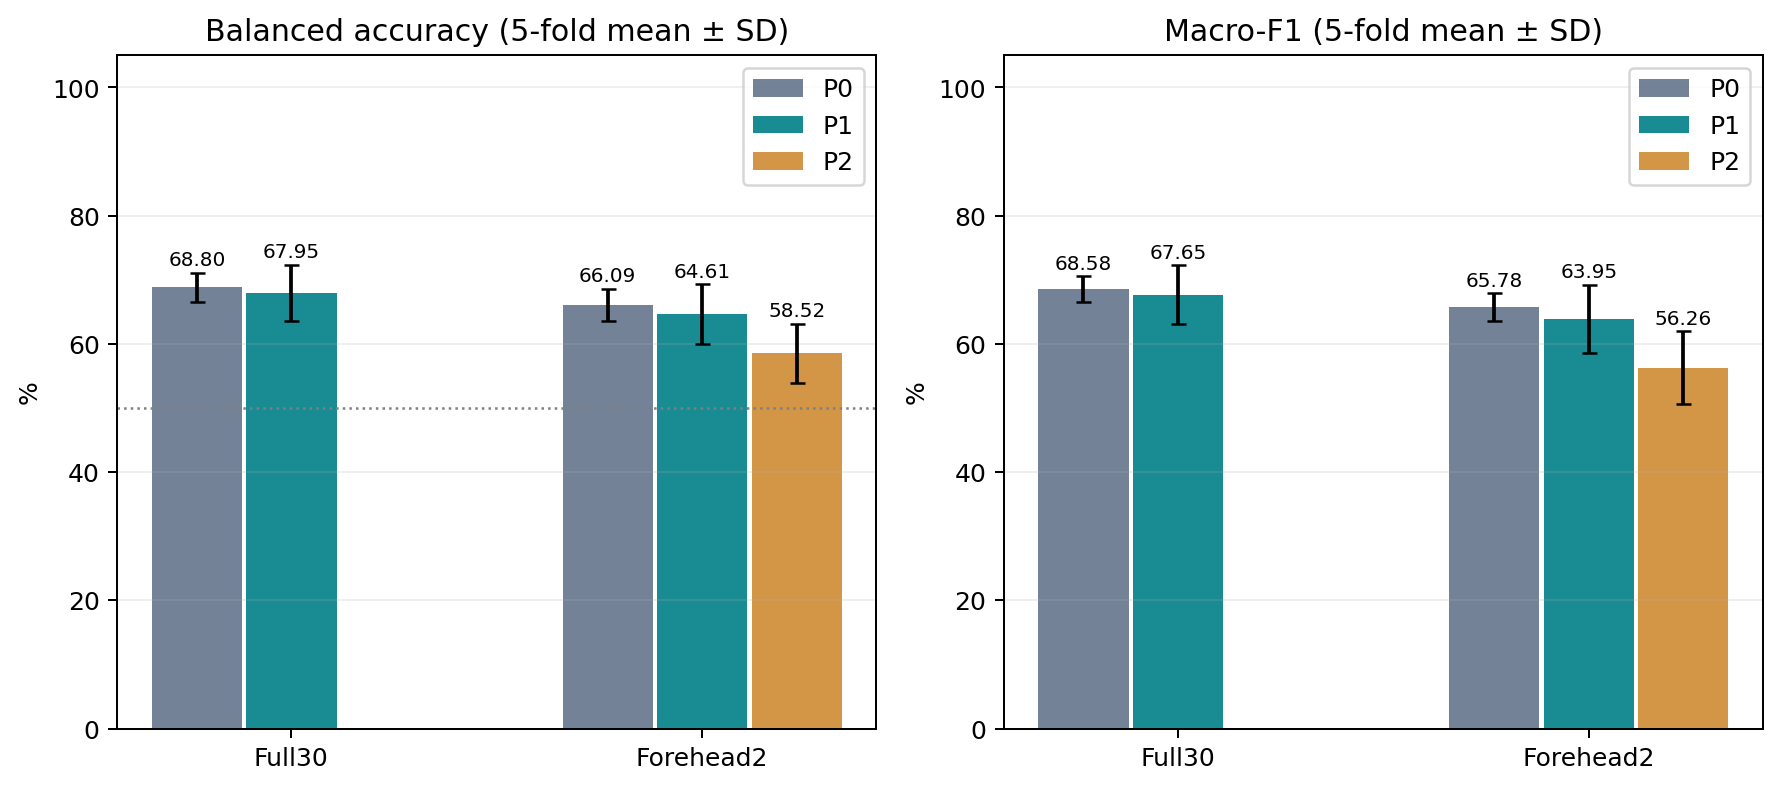 Balanced accuracy (5-fold mean ± SD)
%
100
80
60
40
20
0
P0
P1
P2
68.80
67.95
66.09
64.61
58.52
Full30
Forehead2
Macro-F1 (5-fold mean ± SD)
%
100
80
60
40
20
0
P0
P1
P2
68.58
67.65
65.78
63.95
56.26
Full30
Forehead2